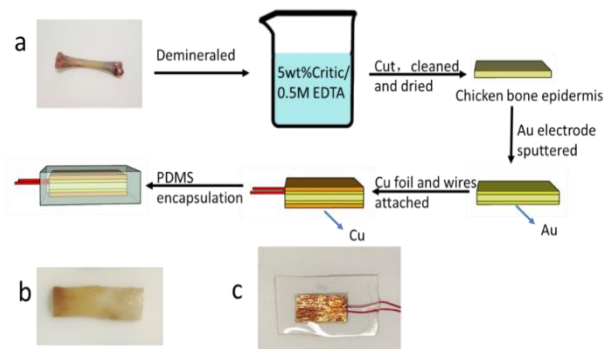 a
Demineraled
5wt%Critic/
0.5M EDTA
Cut，cleaned
and dried
Chicken bone epidermis
Au electrode
sputtered
Au
Cu foil and wires
attached
Cu
PDMS
encapsulation
b
c